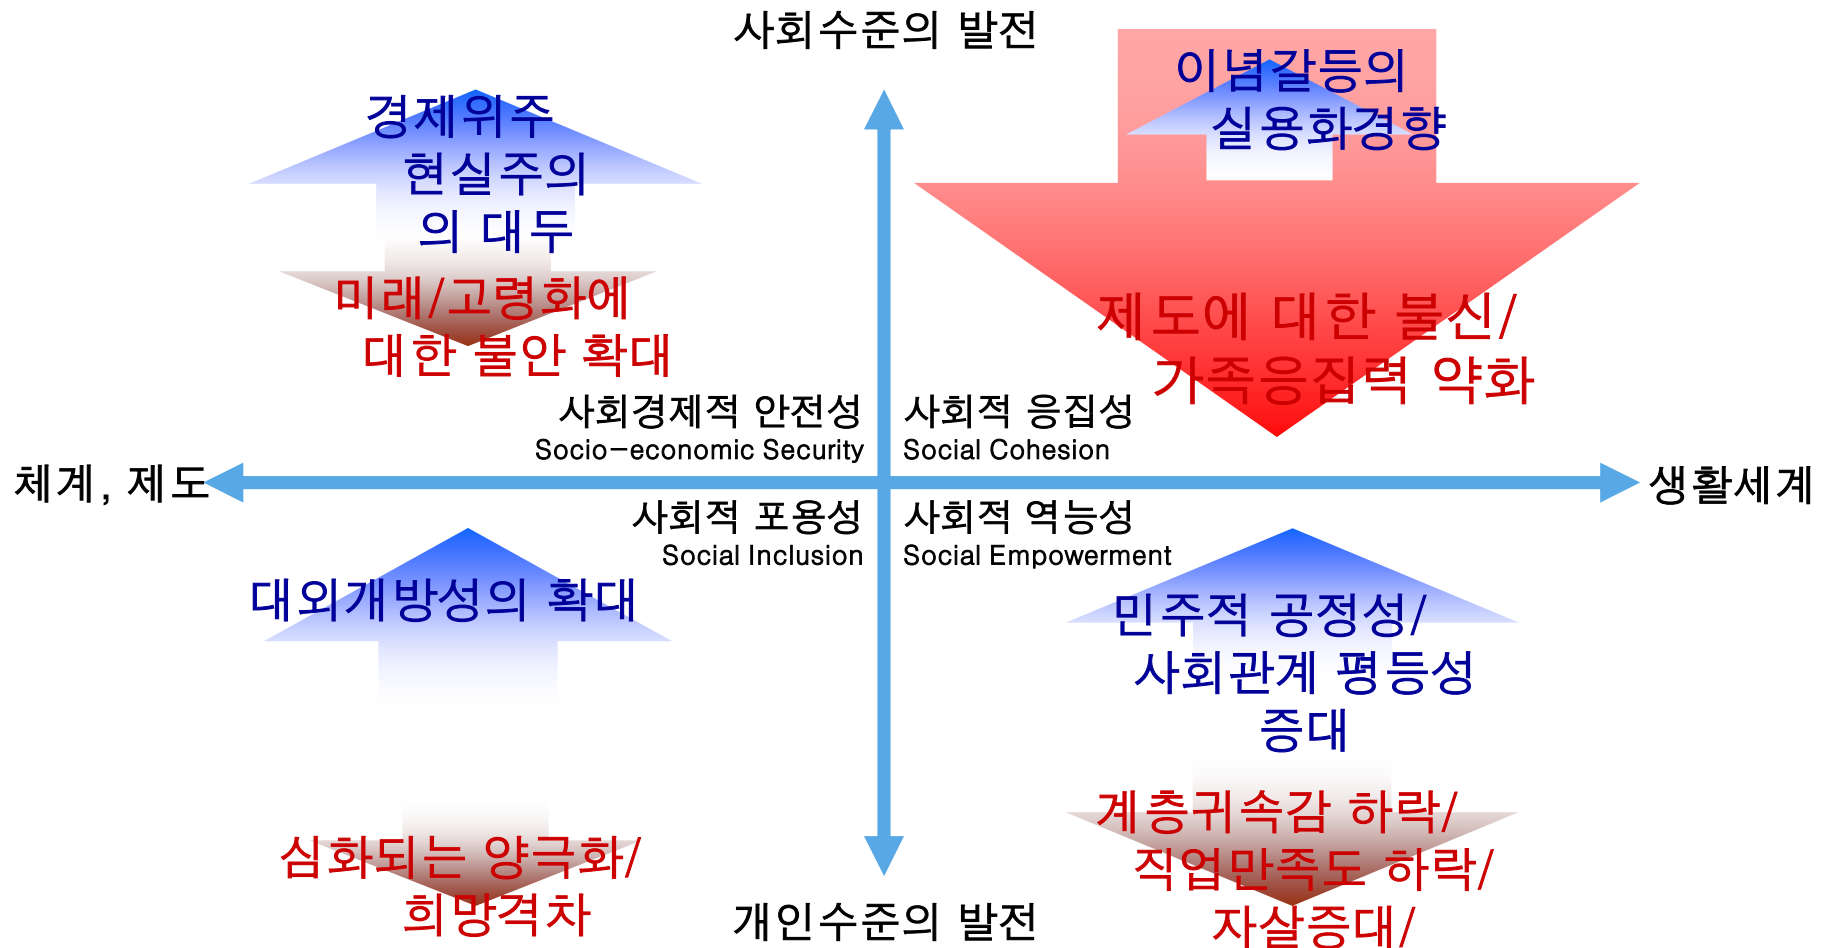 사회수준의 발전
경제위주
현실주의
의 대두
미래/고령화에
대한 불안 확대
이념갈등의
실용화경향
제도에 대한 불신/
가족응집력 약화
사회경제적 안전성
Socio-economic Security
사회적 응집성
Social Cohesion
체계, 제도
생활세계
사회적 포용성
Social Inclusion
사회적 역능성
Social Empowerment
대외개방성의 확대
심화되는 양극화/
희망격차
민주적 공정성/
사회관계 평등성
증대
계층귀속감 하락/
직업만족도 하락/
자살증대/
개인수준의 발전